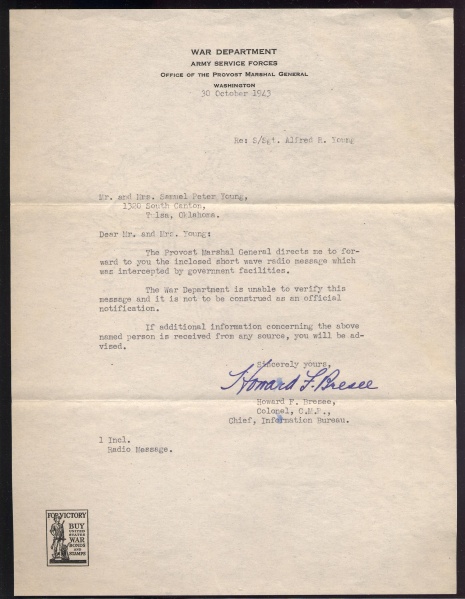 WAR DEPARTMENT
ARMY SERVICE FORCES
OFFICE OF THE PROVOST MARSHAL GENERAL
WASHINGTON
30 October 1943
Re: S/Sgt. Alfred R. Young
Mr. and Mrs. Samuel Peter Young,
1320 South Canton,
Tulsa, Oklahoma.
Dear Mr. and Mrs. Young:
The Provost Marshal General directs me to for-
ward to you the inclosed short wave radio message which
was intercepted by government facilities.
The War Department is unable to verify this
message and it is not to be construed as an official
notification.
If additional information concerning the above
named person is received from any source, you will be ad-
vised.
Sincerely yours,
Howard F. Bresee
Howard F. Bresee,
Colonel, C.M.P.,
Chief, Information Bureau.
1 Incl.
Radio Message.
FOR VICTORY
BUY
UNITED
STATES
WAR
BONDS
AND
STAMPS